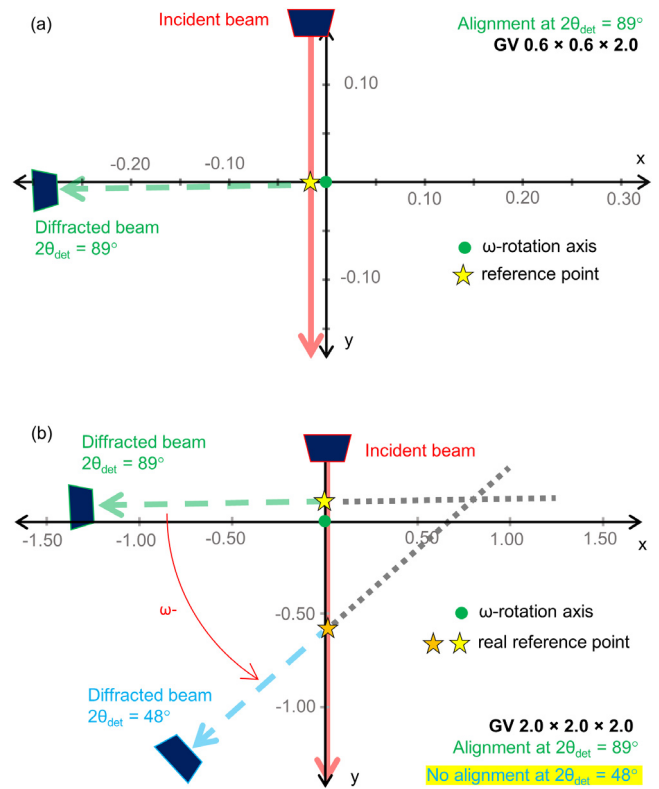 (a)
Incident beam
Alignment at 2θdet = 89°
GV 0.6 × 0.6 × 2.0
0.10
-0.20
-0.10
x
0.10
0.20
0.30
Diffracted beam
2θdet = 89°
ω-rotation axis
reference point
-0.10
y
(b)
Diffracted beam
2θdet = 89°
Incident beam
-1.50
-1.00
-0.50
0.50
1.00
1.50
x
ω-
-0.50
ω-rotation axis
real reference point
Diffracted beam
2θdet = 48°
-1.00
GV 2.0 × 2.0 × 2.0
Alignment at 2θdet = 89°
No alignment at 2θdet = 48°
y